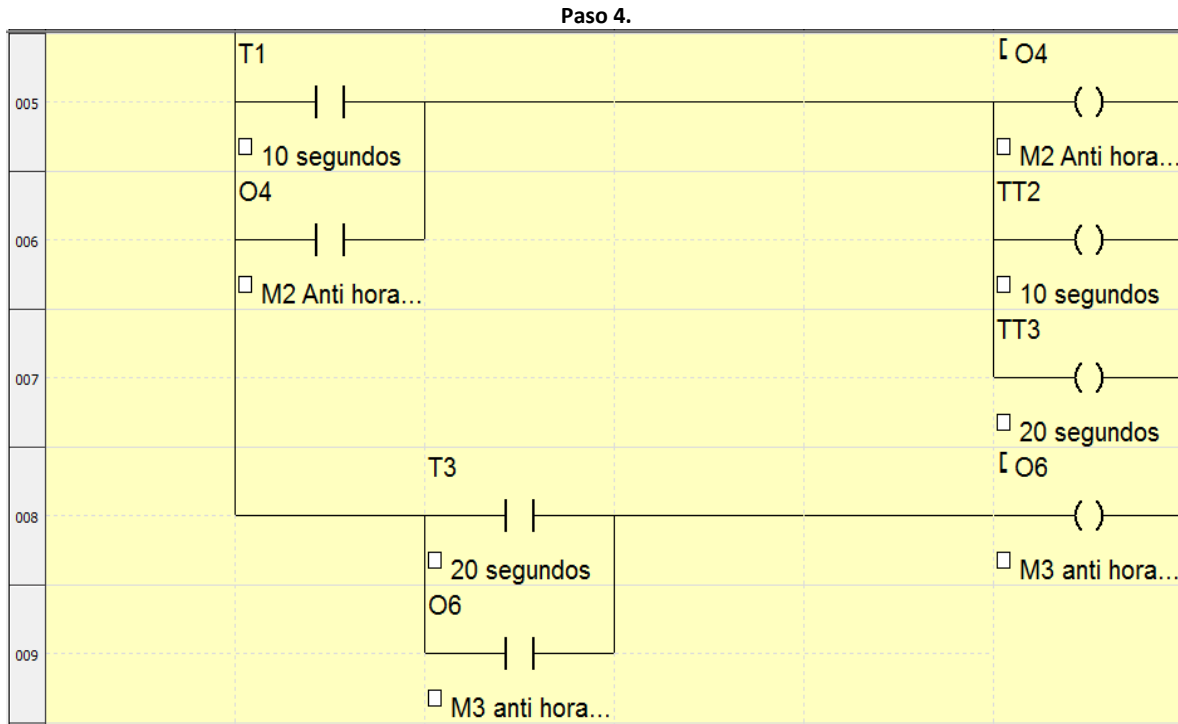 Paso 4.
T1
[ O4
005
10 segundos
M2 Anti hora...
O4
TT2
006
M2 Anti hora...
10 segundos
TT3
007
20 segundos
T3
[ O6
008
20 segundos
M3 anti hora...
O6
009
M3 anti hora...